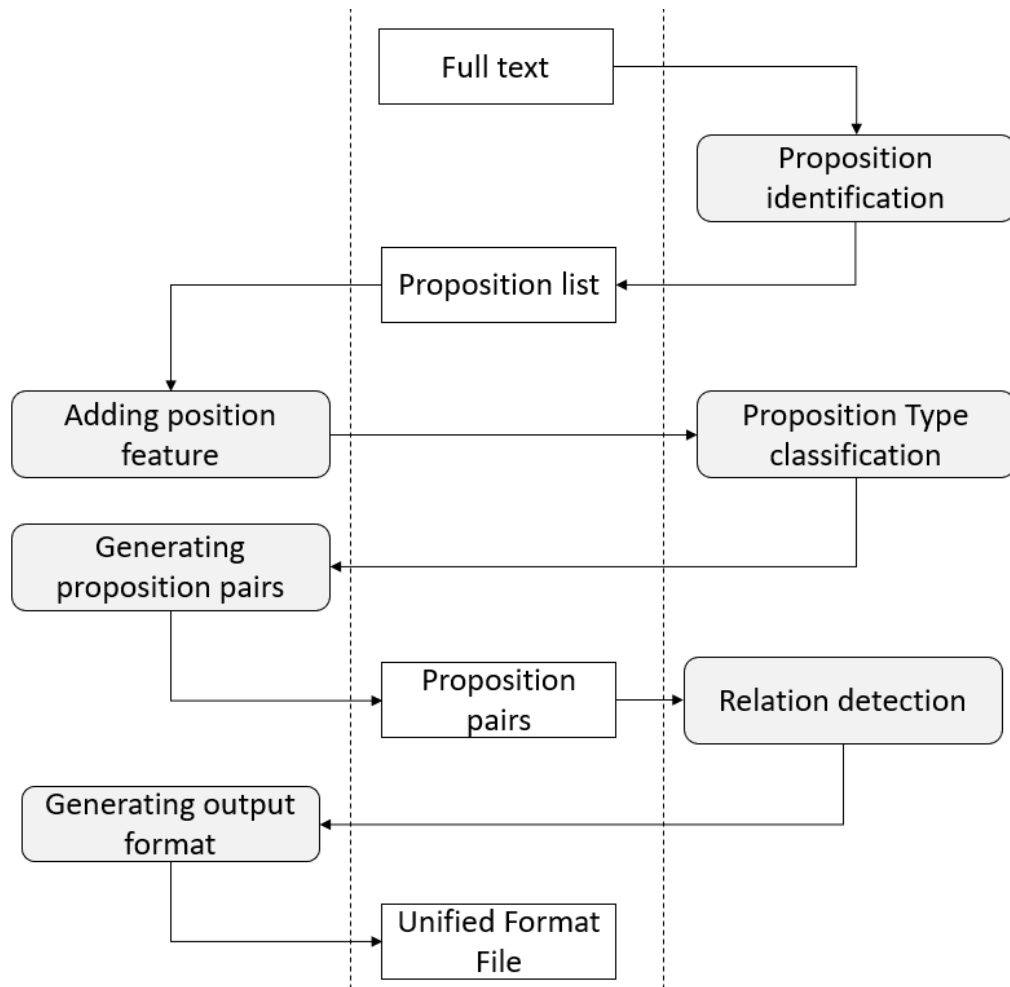 Full text
Proposition
identification
Proposition list
Adding position
feature
Proposition Type
classification
Generating
proposition pairs
Proposition
pairs
Relation detection
Generating output
format
Unified Format
File